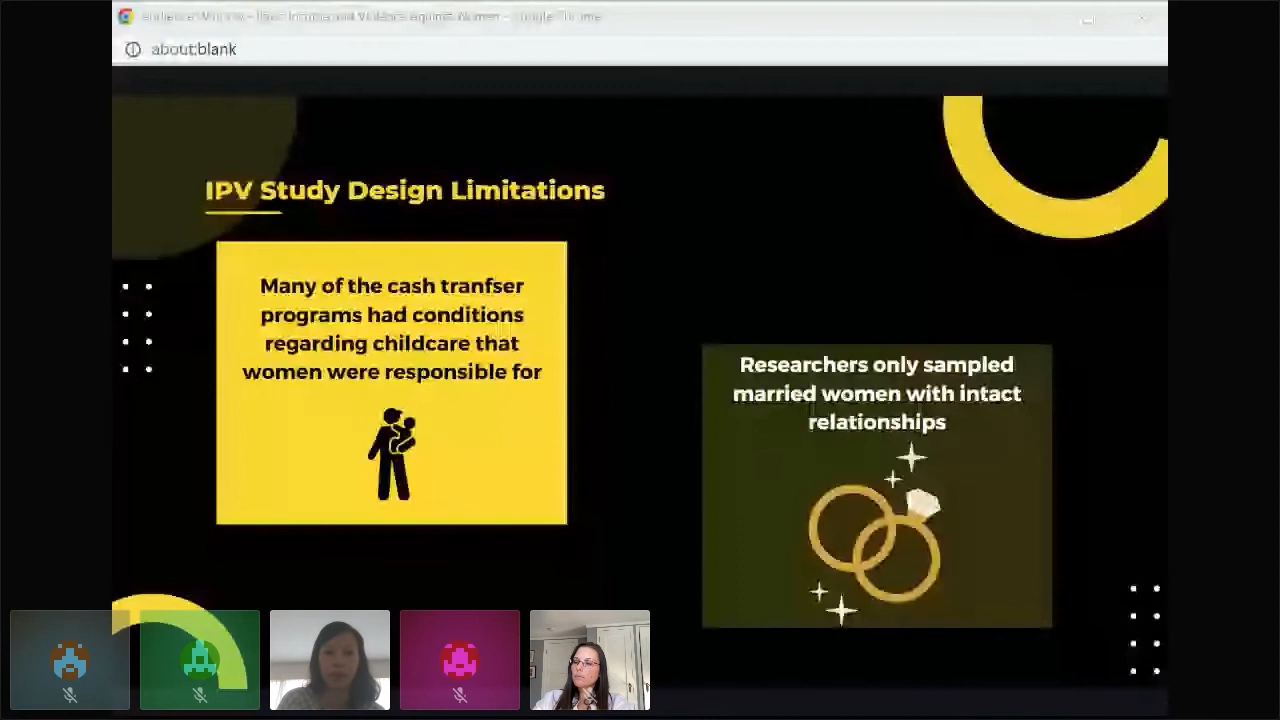 about:blank
IPV Study Design Limitations
Many of the cash tranfser
programs had conditions
regarding childcare that
women were responsible for
Researchers only sampled
married women with intact
relationships